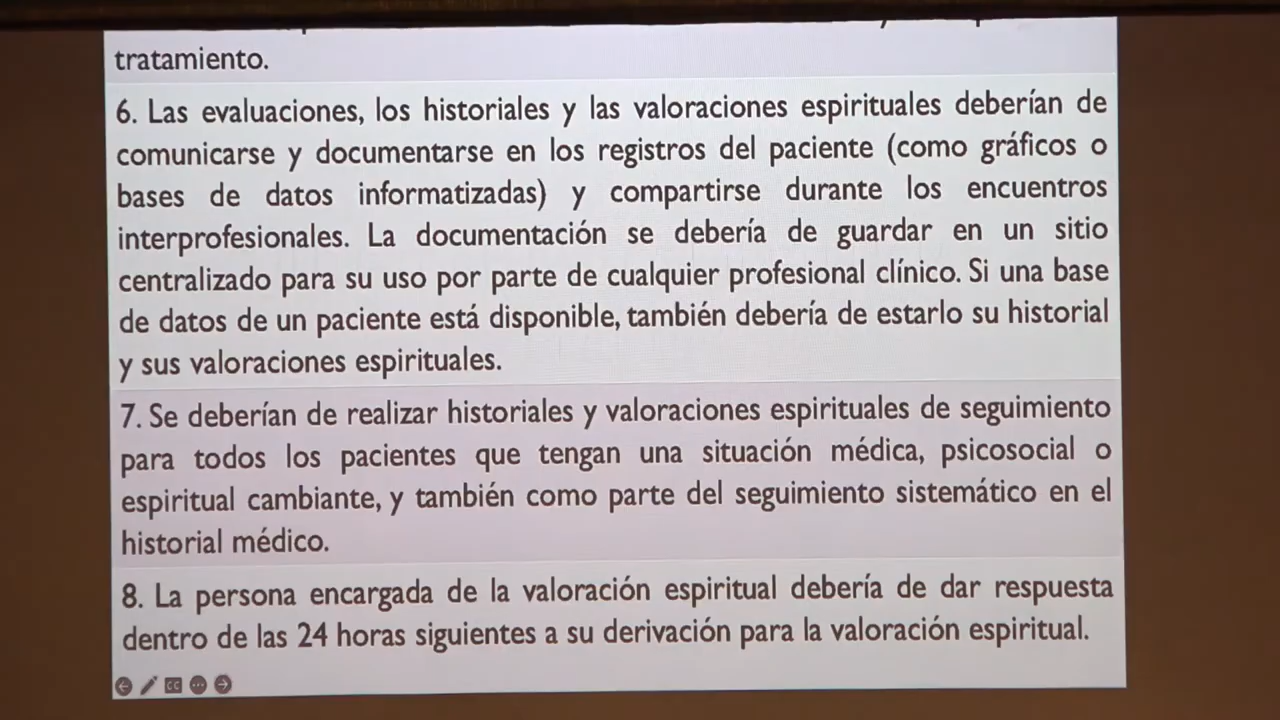 tratamiento.
6. Las evaluaciones, los historiales y las valoraciones espirituales deberían de
comunicarse y documentarse en los registros del paciente (como gráficos o
bases de datos informatizadas) y compartirse durante los encuentros
interprofesionales. La documentación se debería de guardar en un sitio
centralizado para su uso por parte de cualquier profesional clínico. Si una base
de datos de un paciente está disponible, también debería de estarlo su historial
y sus valoraciones espirituales.
7. Se deberían de realizar historiales y valoraciones espirituales de seguimiento
para todos los pacientes que tengan una situación médica, psicosocial o
espiritual cambiante, y también como parte del seguimiento sistemático en el
historial médico.
8. La persona encargada de la valoración espiritual debería de dar respuesta
dentro de las 24 horas siguientes a su derivación para la valoración espiritual.
CC